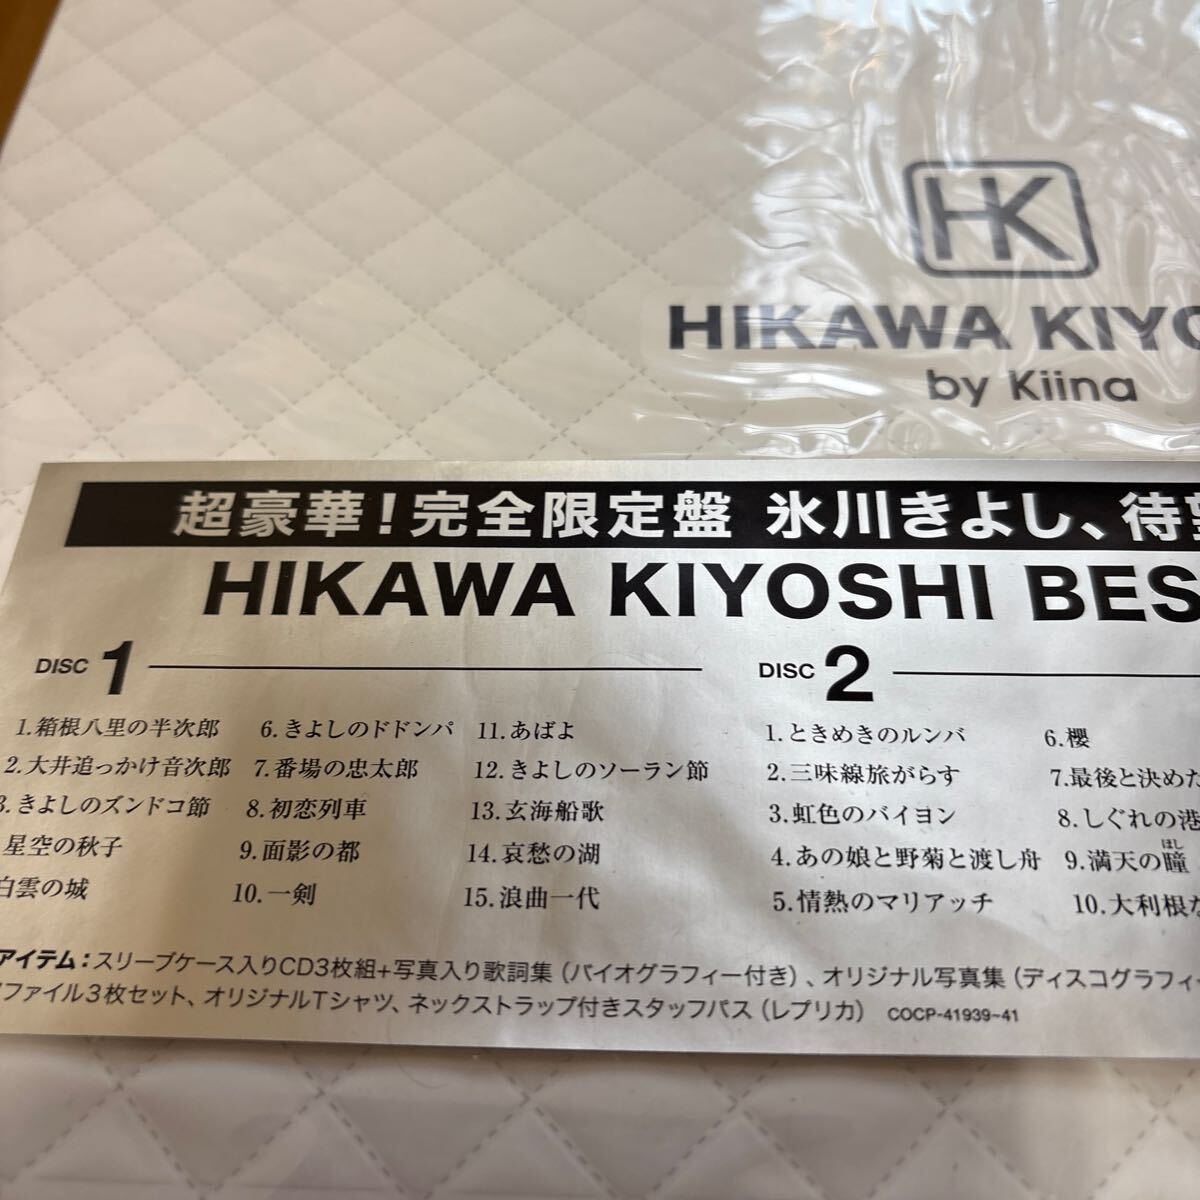 HK
HIKAWA KIYO
by Kiina
超豪華！完全限定盤 氷川きよし、待望
HIKAWA KIYOSHI BES
DISC 1
1.箱根八里の半次郎
2.大井追っかけ音次郎
3.きよしのズンドコ節
星空の秋子
白雲の城
6.きよしのドドンパ
7.番場の忠太郎
8.初恋列車
9.面影の都
10.一剣
11.あばよ
12.きよしのソーラン節
13.玄海船歌
14.哀愁の湖
15.浪曲一代
DISC 2
1.ときめきのルンバ
2.三味線旅がらす
3.虹色のバイヨン
4.あの娘と野菊と渡し舟
5.情熱のマリアッチ
6.櫻
7.最後と決めた
8.しぐれの港
9.満天の瞳
ほし
10.大利根な
アイテム：スリーブケース入りCD3枚組+写真入り歌詞集（バイオグラフィー付き）、オリジナル写真集（ディスコグラフィー
ファイル3枚セット、オリジナルTシャツ、ネックストラップ付きスタッフパス（レプリカ） COCP-41939~41